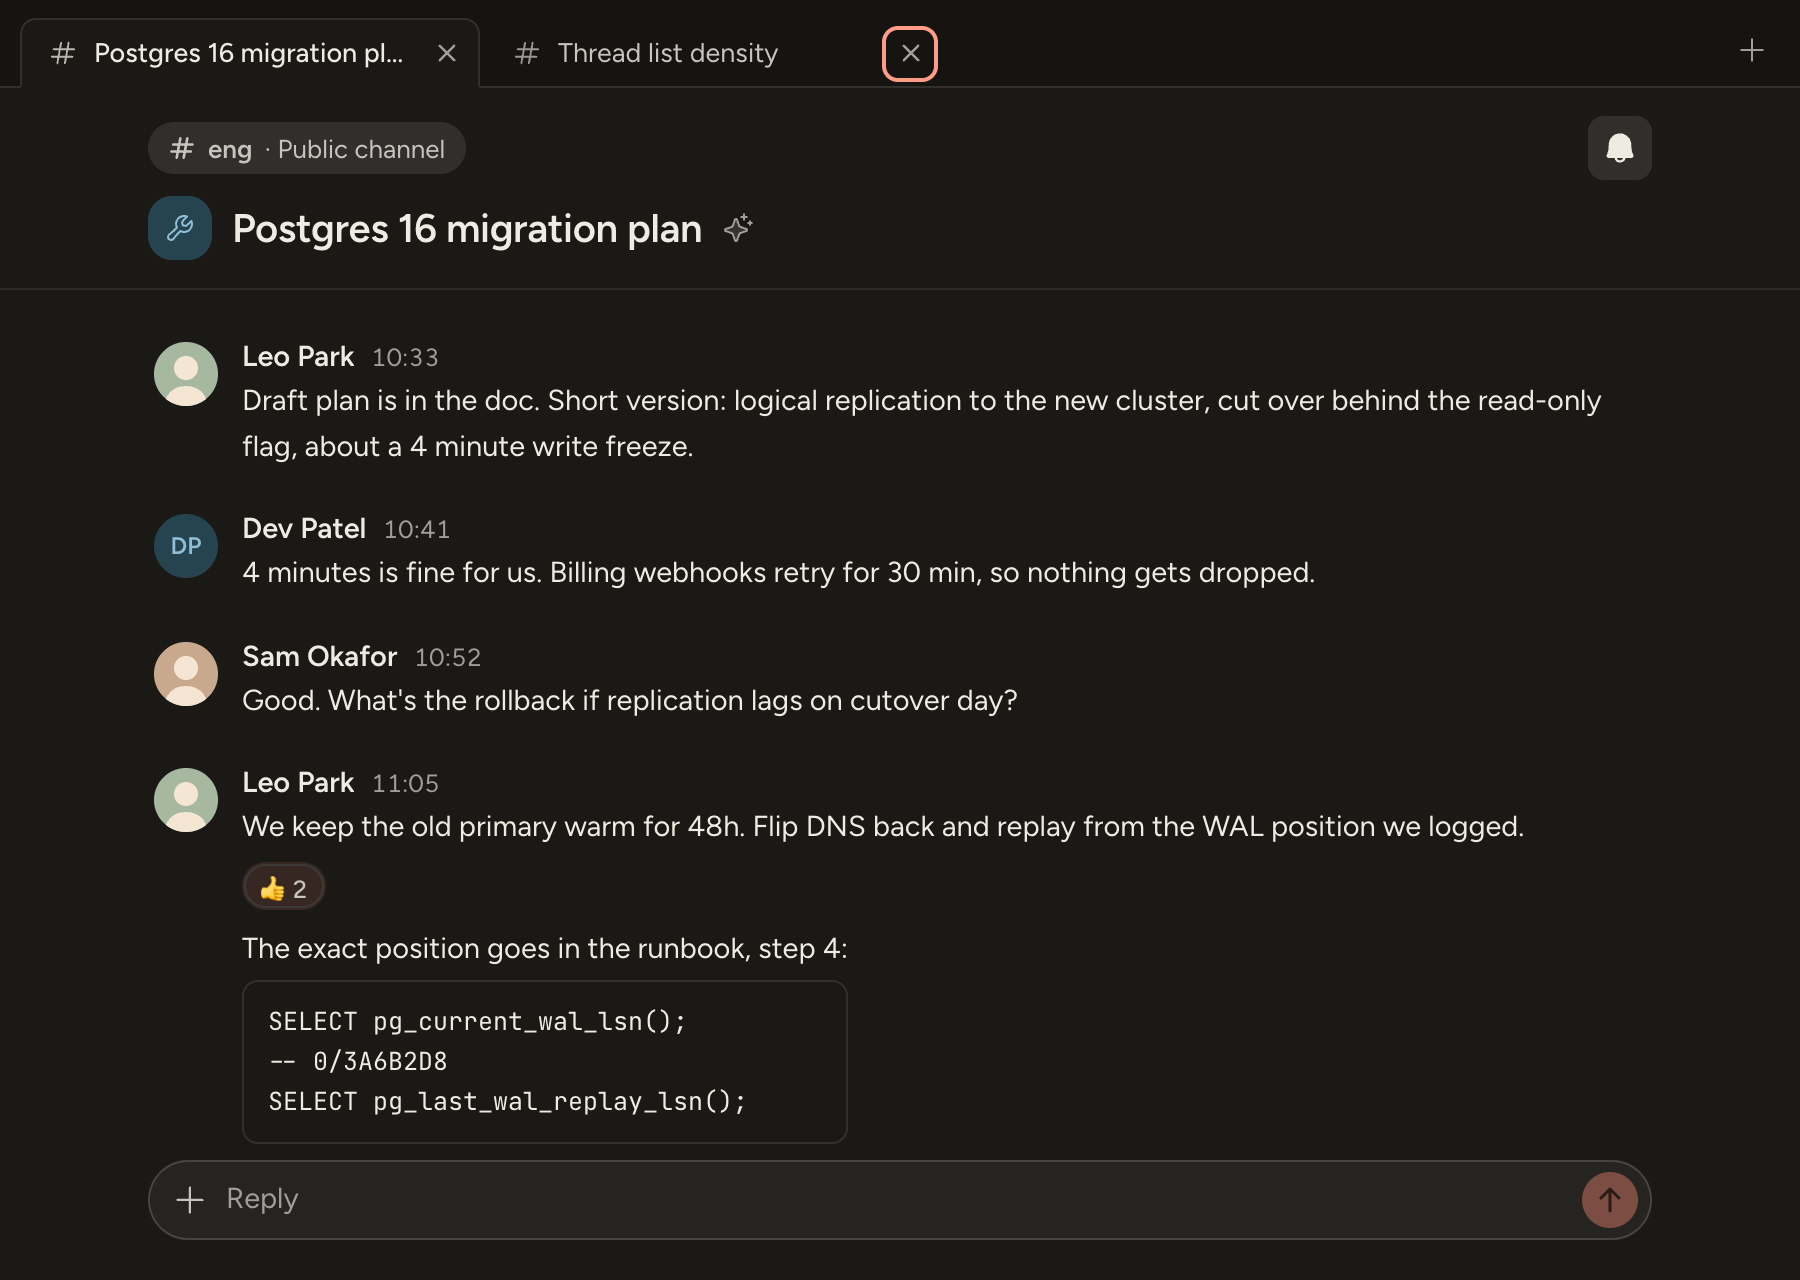 Postgres 16 migration pl...
Thread list density
eng · Public channel
Postgres 16 migration plan
Leo Park 10:33
Draft plan is in the doc. Short version: logical replication to the new cluster, cut over behind the read-only
flag, about a 4 minute write freeze.
DP
Dev Patel 10:41
4 minutes is fine for us. Billing webhooks retry for 30 min, so nothing gets dropped.
Sam Okafor 10:52
Good. What's the rollback if replication lags on cutover day?
Leo Park 11:05
We keep the old primary warm for 48h. Flip DNS back and replay from the WAL position we logged.
👍 2
The exact position goes in the runbook, step 4:
SELECT pg_current_wal_lsn();
-- 0/3A6B2D8
SELECT pg_last_wal_replay_lsn();
Reply